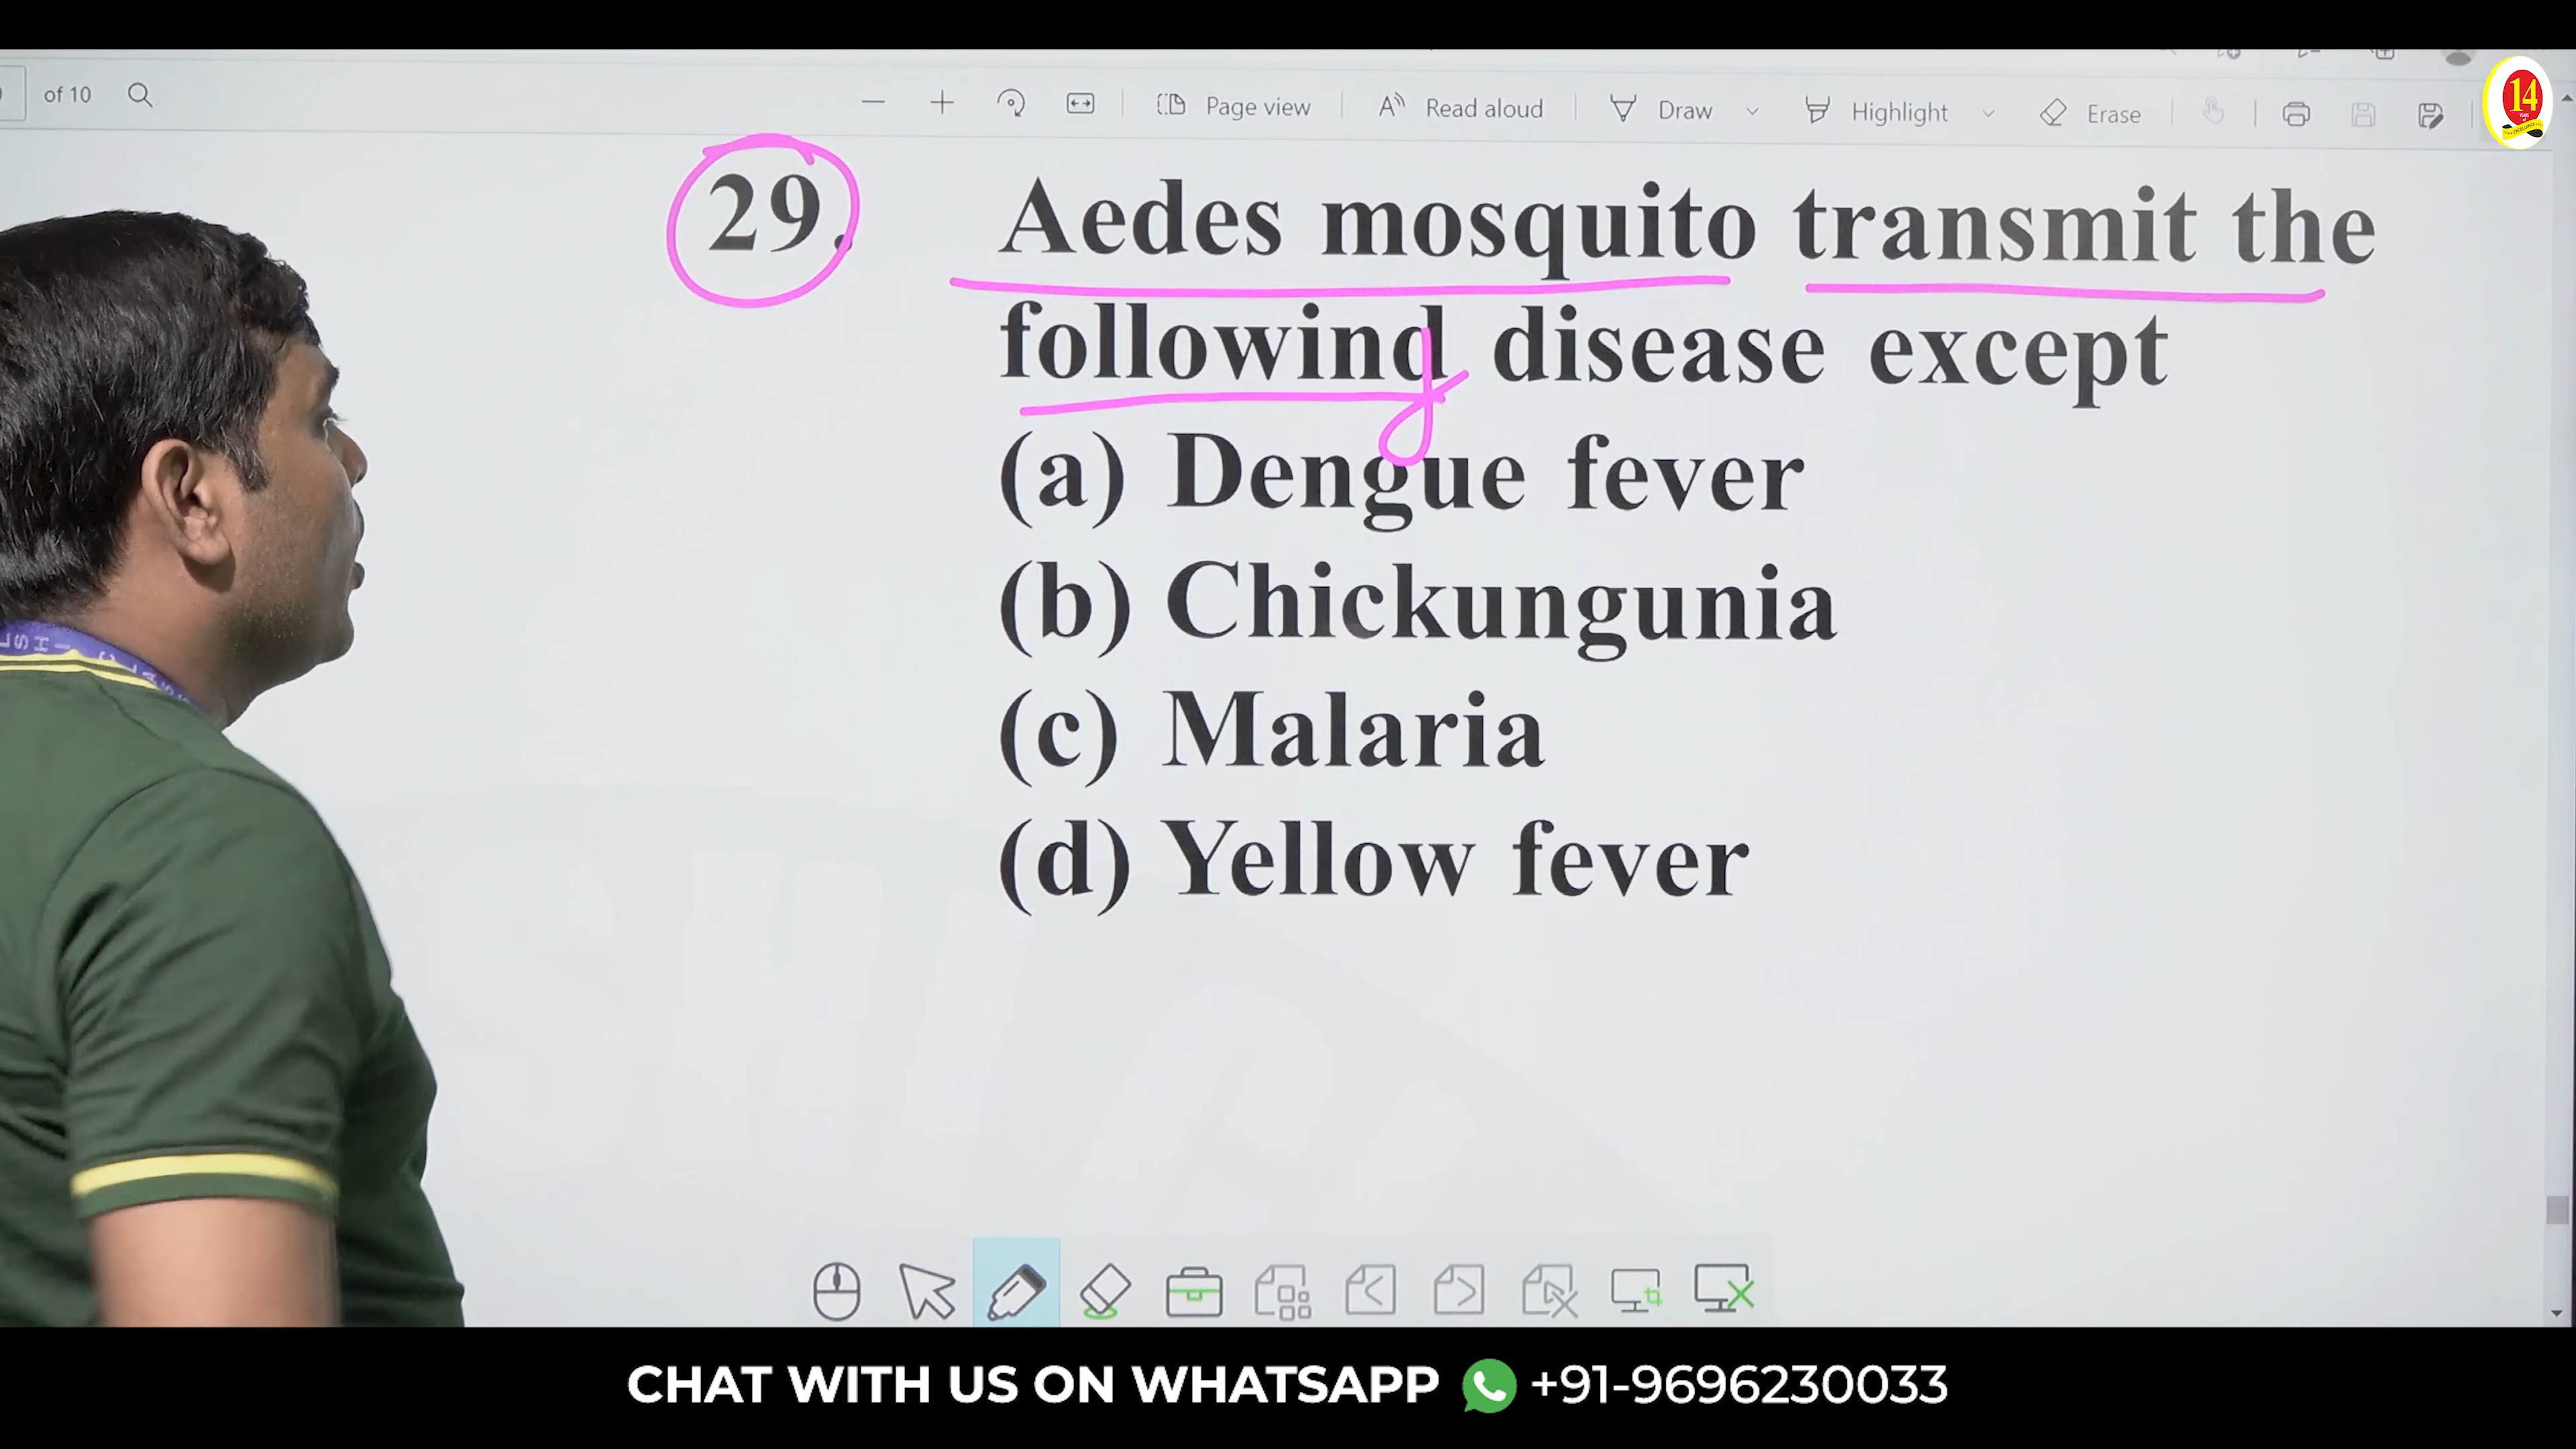 of 10
Page view
Read aloud
Draw
Highlight
Erase
14
29. Aedes mosquito transmit the
followind disease except
g
(a) Dengue fever
(b) Chickungunia
(c) Malaria
(d) Yellow fever
CHAT WITH US ON WHATSAPP +91-9696230033